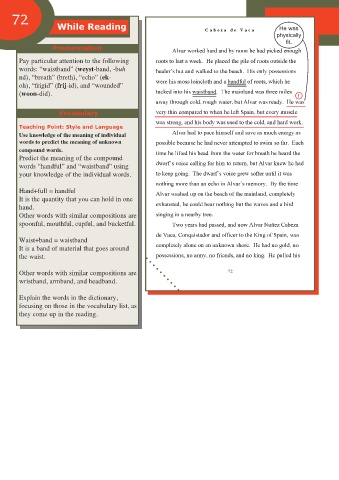 72
While Reading
Pronunciation
Pay particular attention to the following
words: "waistband" (weyst-band, -buh
nd), "breath" (breth), "echo" (ek-
oh), "frigid" (frij-id), and "wounded"
(woon-did).
Vocabulary
Teaching Point: Style and Language
Use knowledge of the meaning of individual
words to predict the meaning of unknown
compound words.
Predict the meaning of the compound
words "handful" and "waistband" using
your knowledge of the individual words.
Hand+full = handful
It is the quantity that you can hold in one
hand.
Other words with similar compositions are
spoonful, mouthful, cupful, and bucketful.
Waist+band = waistband
It is a band of material that goes around
the waist.
Other words with similar compositions are
wristband, armband, and headband.
Explain the words in the dictionary,
focusing on those in the vocabulary list, as
they come up in the reading.
Cabeza de Vaca
He was
physically
fit.
Alvar worked hard and by noon he had picked enough
roots to last a week. He placed the pile of roots outside the
healer's hut and walked to the beach. His only possessions
were his moss loincloth and a handful of roots, which he
tucked into his waistband. The mainland was three miles
away through cold, rough water, but Alvar was ready. He was
very thin compared to when he left Spain, but every muscle
was strong, and his body was used to the cold, and hard work.
Alvar had to pace himself and save as much energy as
possible because he had never attempted to swim so far. Each
time he lifted his head from the water for breath he heard the
dwarf's voice calling for him to return, but Alvar knew he had
to keep going. The dwarf's voice grew softer until it was
nothing more than an echo in Alvar's memory. By the time
Alvar washed up on the beach of the mainland, completely
exhausted, he could hear nothing but the waves and a bird
singing in a nearby tree.
Two years had passed, and now Alvar Nuñez Cabeza
de Vaca, Conquistador and officer to the King of Spain, was
completely alone on an unknown shore. He had no gold, no
possessions, no army, no friends, and no king. He pulled his
72